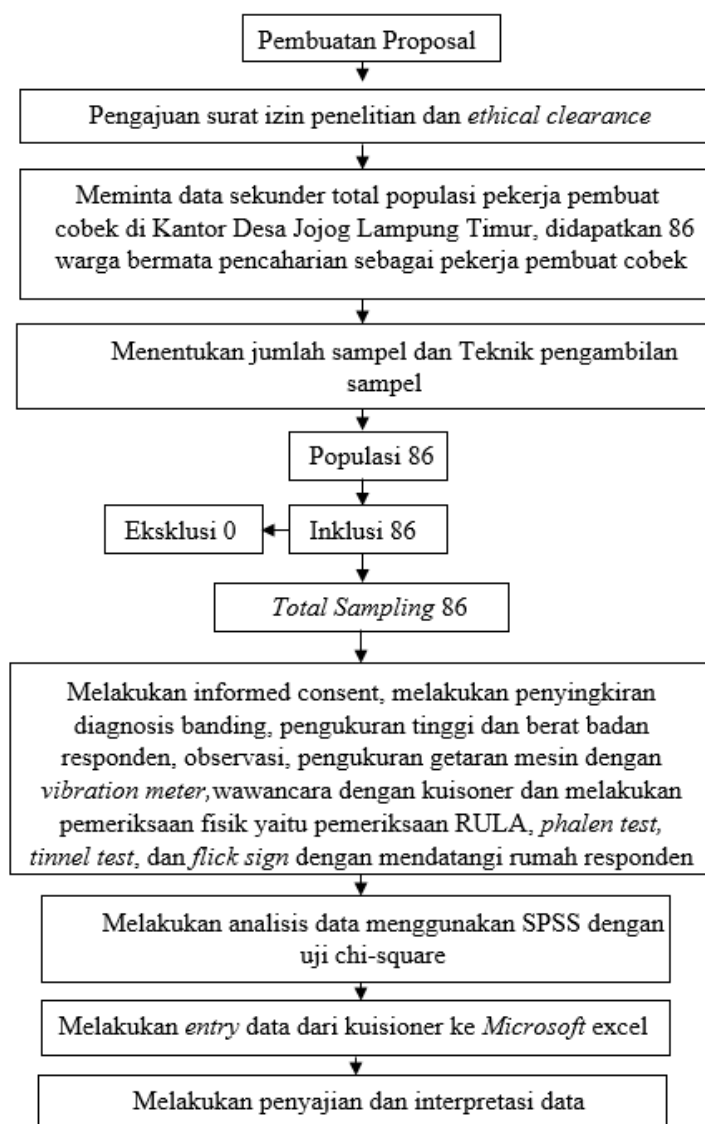 Pembuatan Proposal
Pengajuan surat izin penelitian dan ethical clearance
Meminta data sekunder total populasi pekerja pembuat
cobek di Kantor Desa Jojog Lampung Timur, didapatkan 86
warga bermata pencaharian sebagai pekerja pembuat cobek
Menentukan jumlah sampel dan Teknik pengambilan
sampel
Populasi 86
Eksklusi 0
Inklusi 86
Total Sampling 86
Melakukan informed consent, melakukan penyingkiran
diagnosis banding, pengukuran tinggi dan berat badan
responden, observasi, pengukuran getaran mesin dengan
vibration meter,wawancara dengan kuisoner dan melakukan
pemeriksaan fisik yaitu pemeriksaan RULA, phalen test,
tinnel test, dan flick sign dengan mendatangi rumah responden
Melakukan analisis data menggunakan SPSS dengan
uji chi-square
Melakukan entry data dari kuisioner ke Microsoft excel
Melakukan penyajian dan interpretasi data